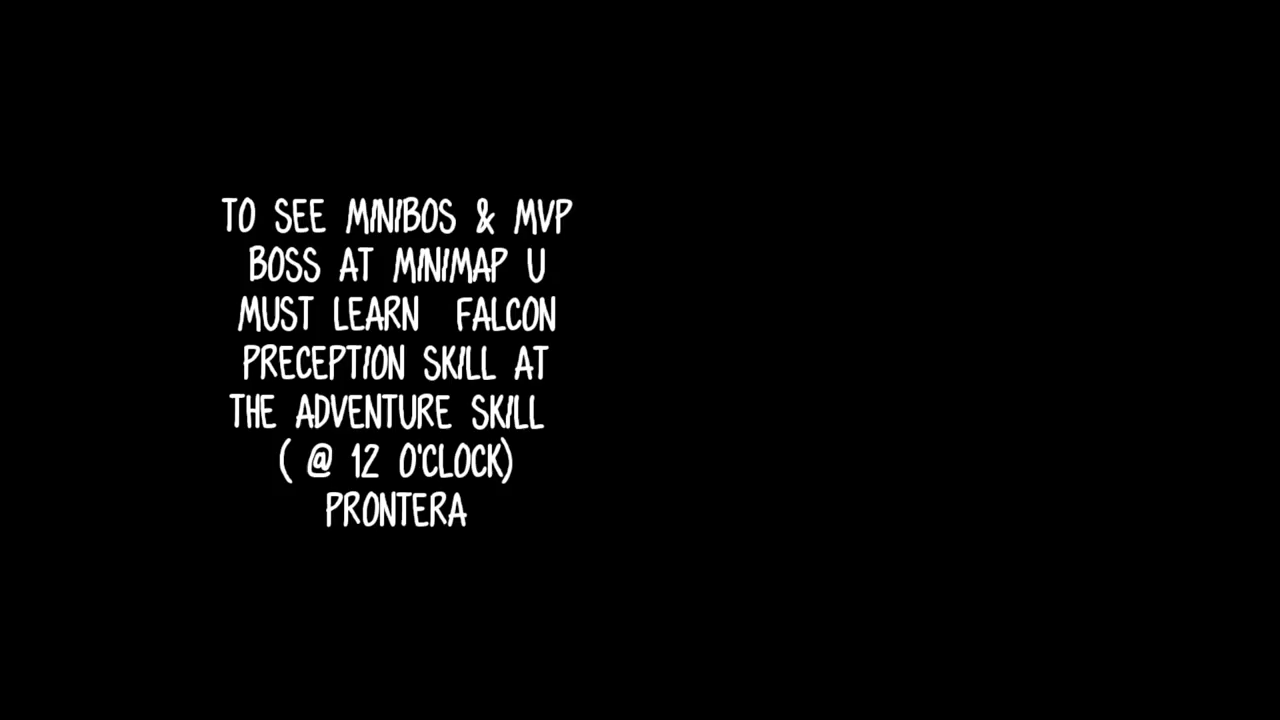 TO SEE MINIBOS & MVP
BOSS AT MINIMAP U
MUST LEARN FALCON
PRECEPTION SKILL AT
THE ADVENTURE SKILL
( @ 12 O'CLOCK)
PRONTERA